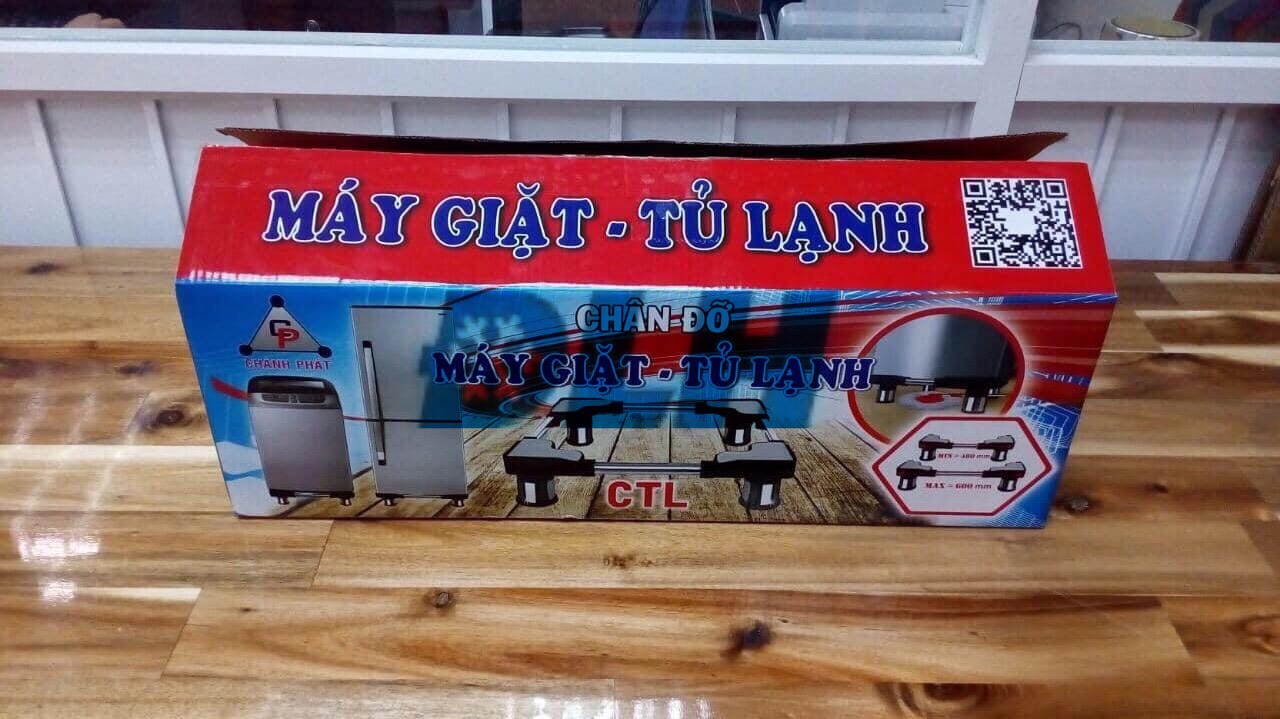 MÁY GIẶT - TỦ LẠNH
CP
CHÁNH PHÁT
CHÂN ĐỠ
MÁY GIẶT - TỦ LẠNH
CTL
MIN = 480 mm
MAX = 600 mm